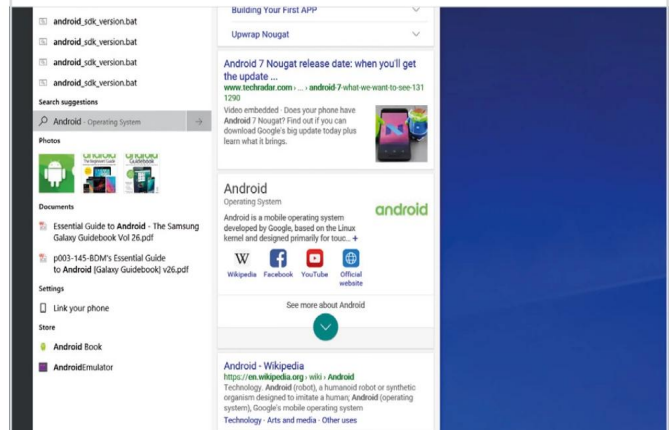 android_sdk_version.bat
android_sdk_version.bat
android_sdk_version.bat
android_sdk_version.bat
Search suggestions
Android - Operating System
Photos
Documents
Essential Guide to Android - The Samsung
Galaxy Guidebook Vol 26.pdf
p003-145-BDM's Essential Guide
to Android [Galaxy Guidebook] v26.pdf
Settings
Link your phone
Store
Android Book
AndroidEmulator
Building Your First APP
Upwrap Nougat
Android 7 Nougat release date: when you'll get
the update ...
www.techradar.com › ... › android-7-what-we-want-to-see-131
1290
Video embedded · Does your phone have
Android 7 Nougat? Find out if you can
download Google's big update today plus
learn what it brings.
Android
Operating System
android
Android is a mobile operating system
developed by Google, based on the Linux
kernel and designed primarily for touc... +
W
Wikipedia Facebook YouTube Official
website
See more about Android
Android - Wikipedia
https://en.wikipedia.org › wiki › Android
Technology. Android (robot), a humanoid robot or synthetic
organism designed to imitate a human; Android (operating
system), Google's mobile operating system
Technology · Arts and media · Other uses